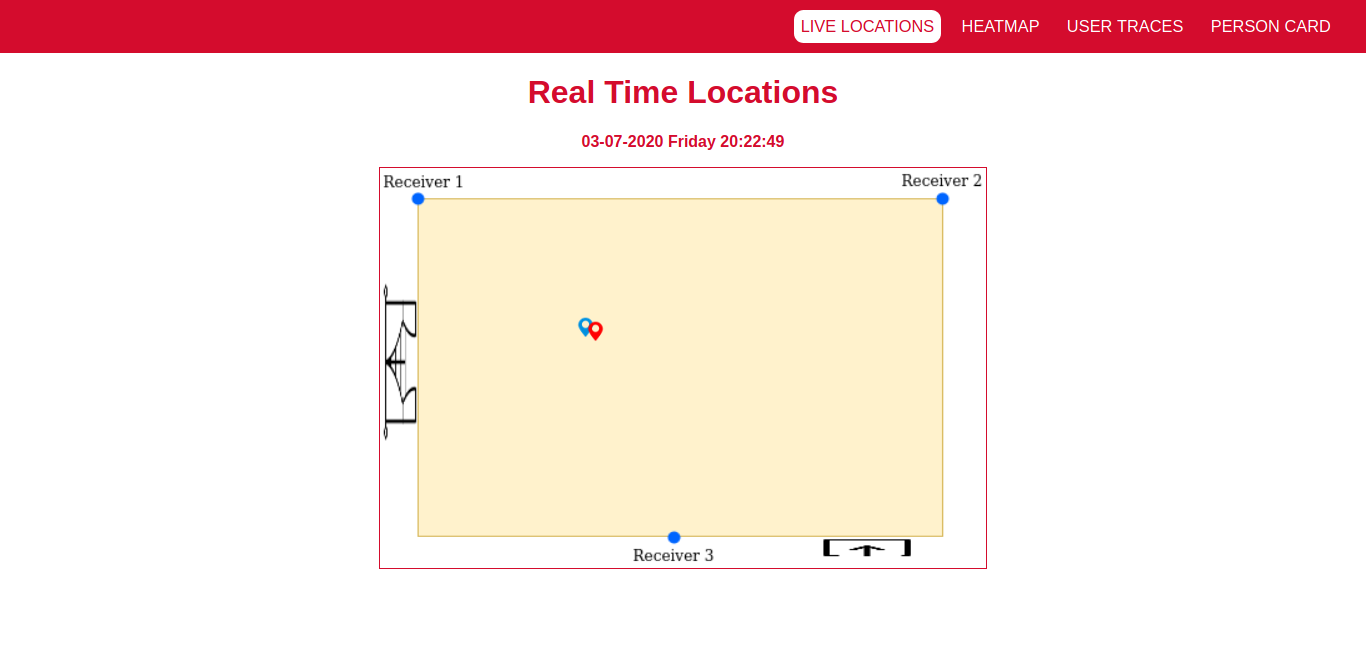 LIVE LOCATIONS HEATMAP USER TRACES PERSON CARD
Real Time Locations
03-07-2020 Friday 20:22:49
Receiver 1 Receiver 2
Receiver 3